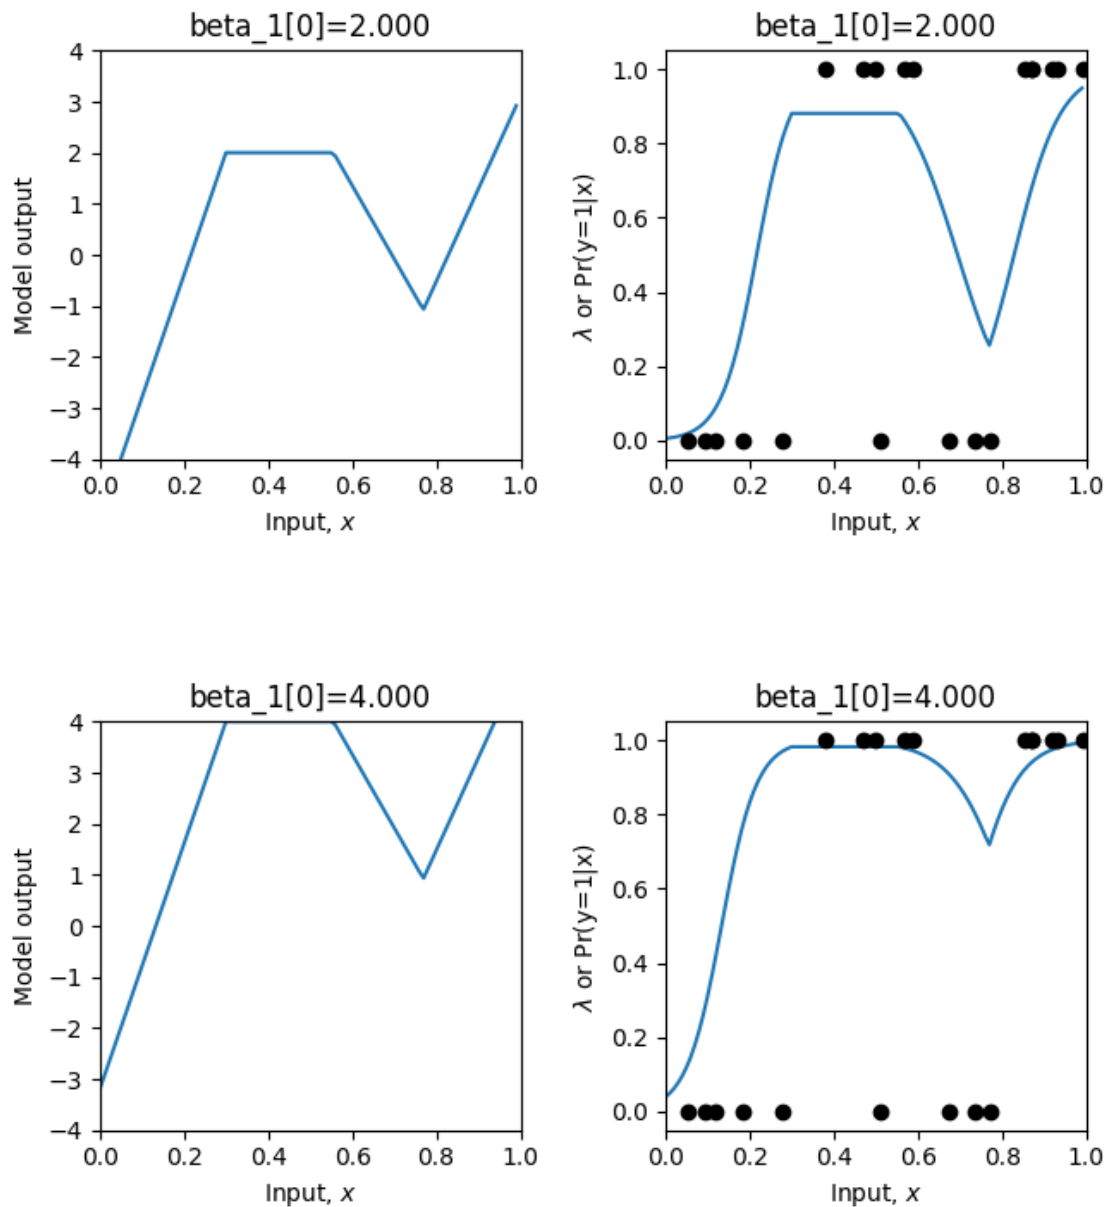 beta_1[0]=2.000
4
3
2
1
0
−1
−2
−3
−4
Model output
0.0 0.2 0.4 0.6 0.8 1.0
Input, x
beta_1[0]=2.000
1.0
0.8
0.6
0.4
0.2
0.0
λ or Pr(y=1|x)
0.0 0.2 0.4 0.6 0.8 1.0
Input, x
beta_1[0]=4.000
4
3
2
1
0
−1
−2
−3
−4
Model output
0.0 0.2 0.4 0.6 0.8 1.0
Input, x
beta_1[0]=4.000
1.0
0.8
0.6
0.4
0.2
0.0
λ or Pr(y=1|x)
0.0 0.2 0.4 0.6 0.8 1.0
Input, x